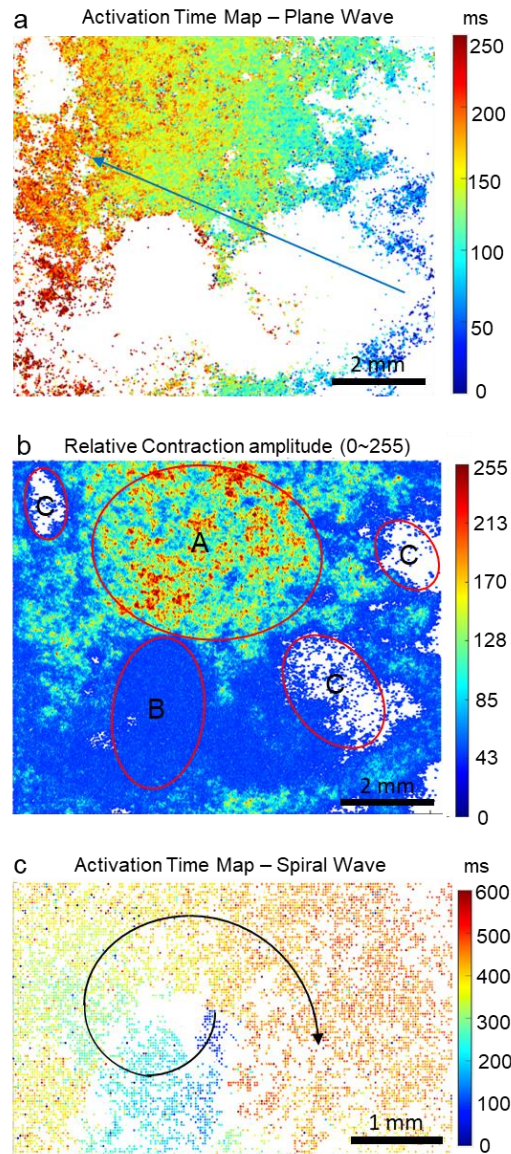 a
Activation Time Map – Plane Wave
ms
250
200
150
100
50
0
2 mm
b
Relative Contraction amplitude (0~255)
255
213
170
128
85
43
0
C
A
C
C
B
2 mm
c
Activation Time Map – Spiral Wave
ms
600
500
400
300
200
100
0
1 mm